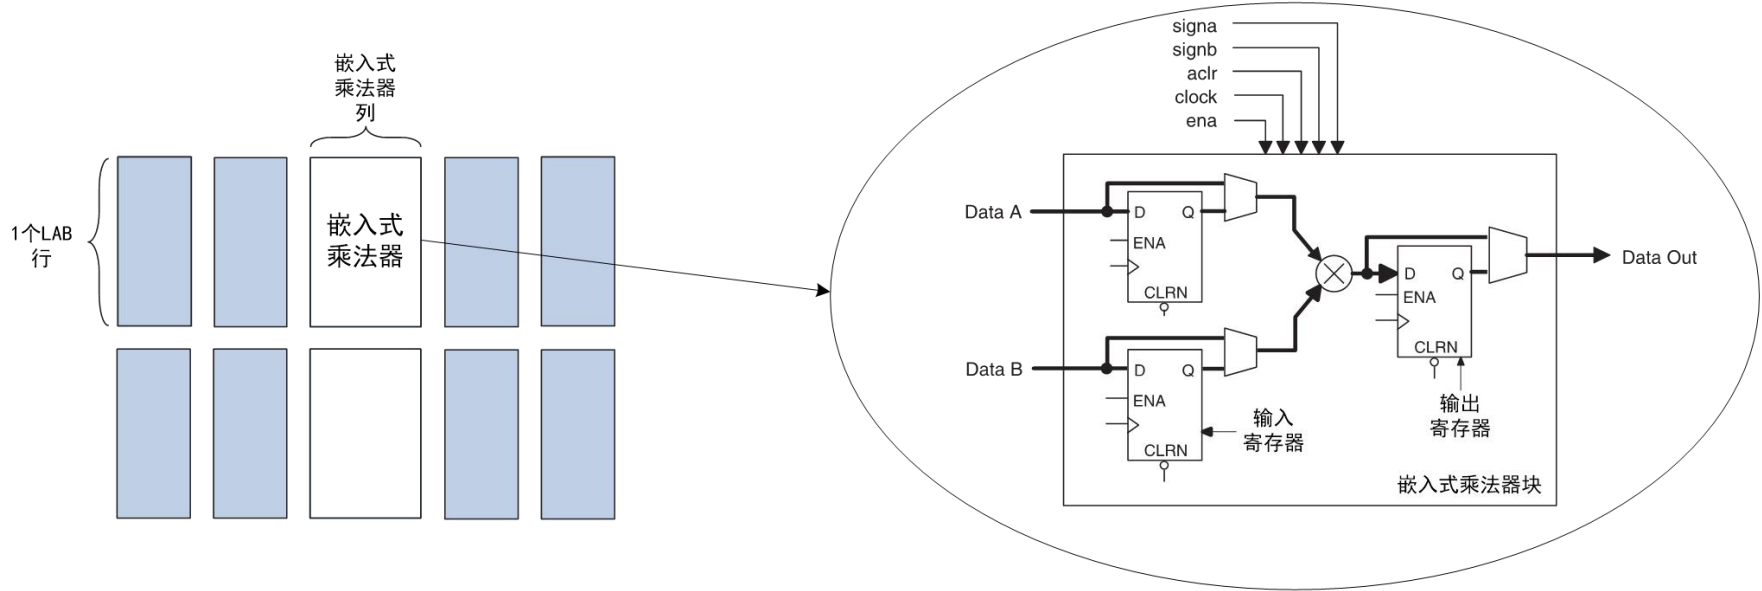 嵌入式
乘法器
列
1个LAB
行
嵌入式
乘法器
signa
signb
aclr
clock
ena
Data A
D
Q
ENA
CLRN
Data B
D
Q
ENA
CLRN
输入
寄存器
D
Q
ENA
CLRN
输出
寄存器
Data Out
嵌入式乘法器块